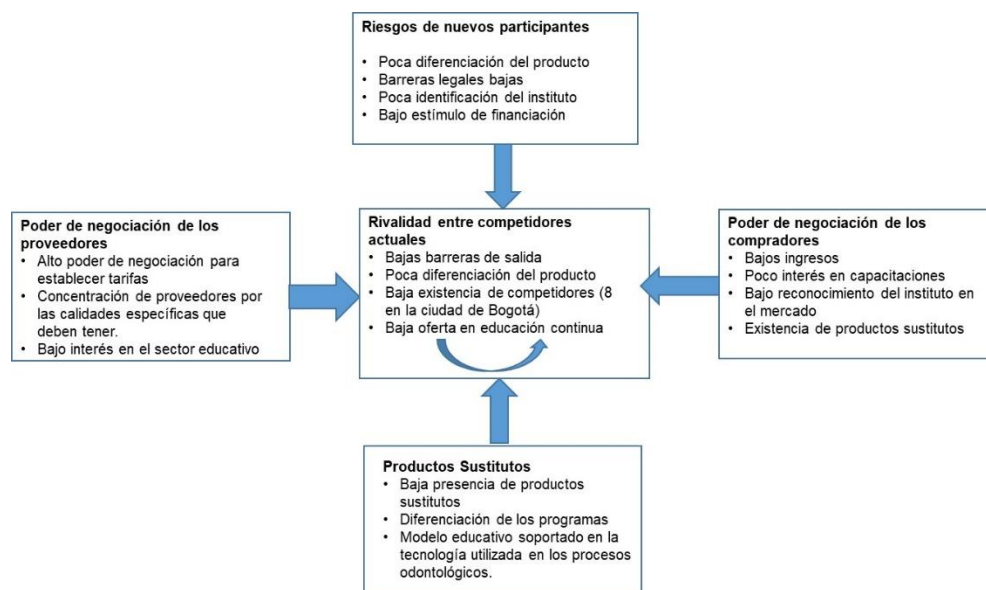 Riesgos de nuevos participantes
• Poca diferenciación del producto
• Barreras legales bajas
• Poca identificación del instituto
• Bajo estímulo de financiación
Poder de negociación de los
proveedores
• Alto poder de negociación para
establecer tarifas
• Concentración de proveedores por
las calidades específicas que
deben tener.
• Bajo interés en el sector educativo
Rivalidad entre competidores
actuales
• Bajas barreras de salida
• Poca diferenciación del producto
• Baja existencia de competidores (8
en la ciudad de Bogotá)
• Baja oferta en educación continua
Poder de negociación de los
compradores
• Bajos ingresos
• Poco interés en capacitaciones
• Bajo reconocimiento del instituto en
el mercado
• Existencia de productos sustitutos
Productos Sustitutos
• Baja presencia de productos
sustitutos
• Diferenciación de los programas
• Modelo educativo soportado en la
tecnología utilizada en los procesos
odontológicos.